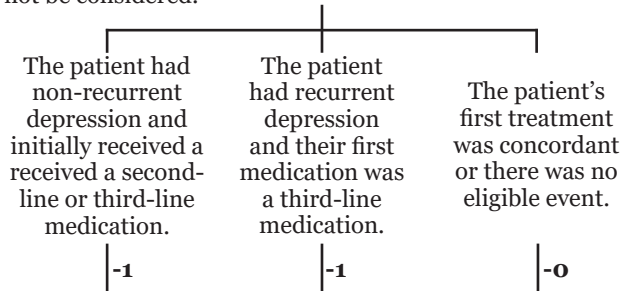 not be considered.
The patient had
non-recurrent
depression and
initially received a
received a second-
line or third-line
medication.
-1
The patient
had recurrent
depression
and their first
medication was
a third-line
medication.
-1
The patient's
first treatment
was concordant
or there was no
eligible event.
-0